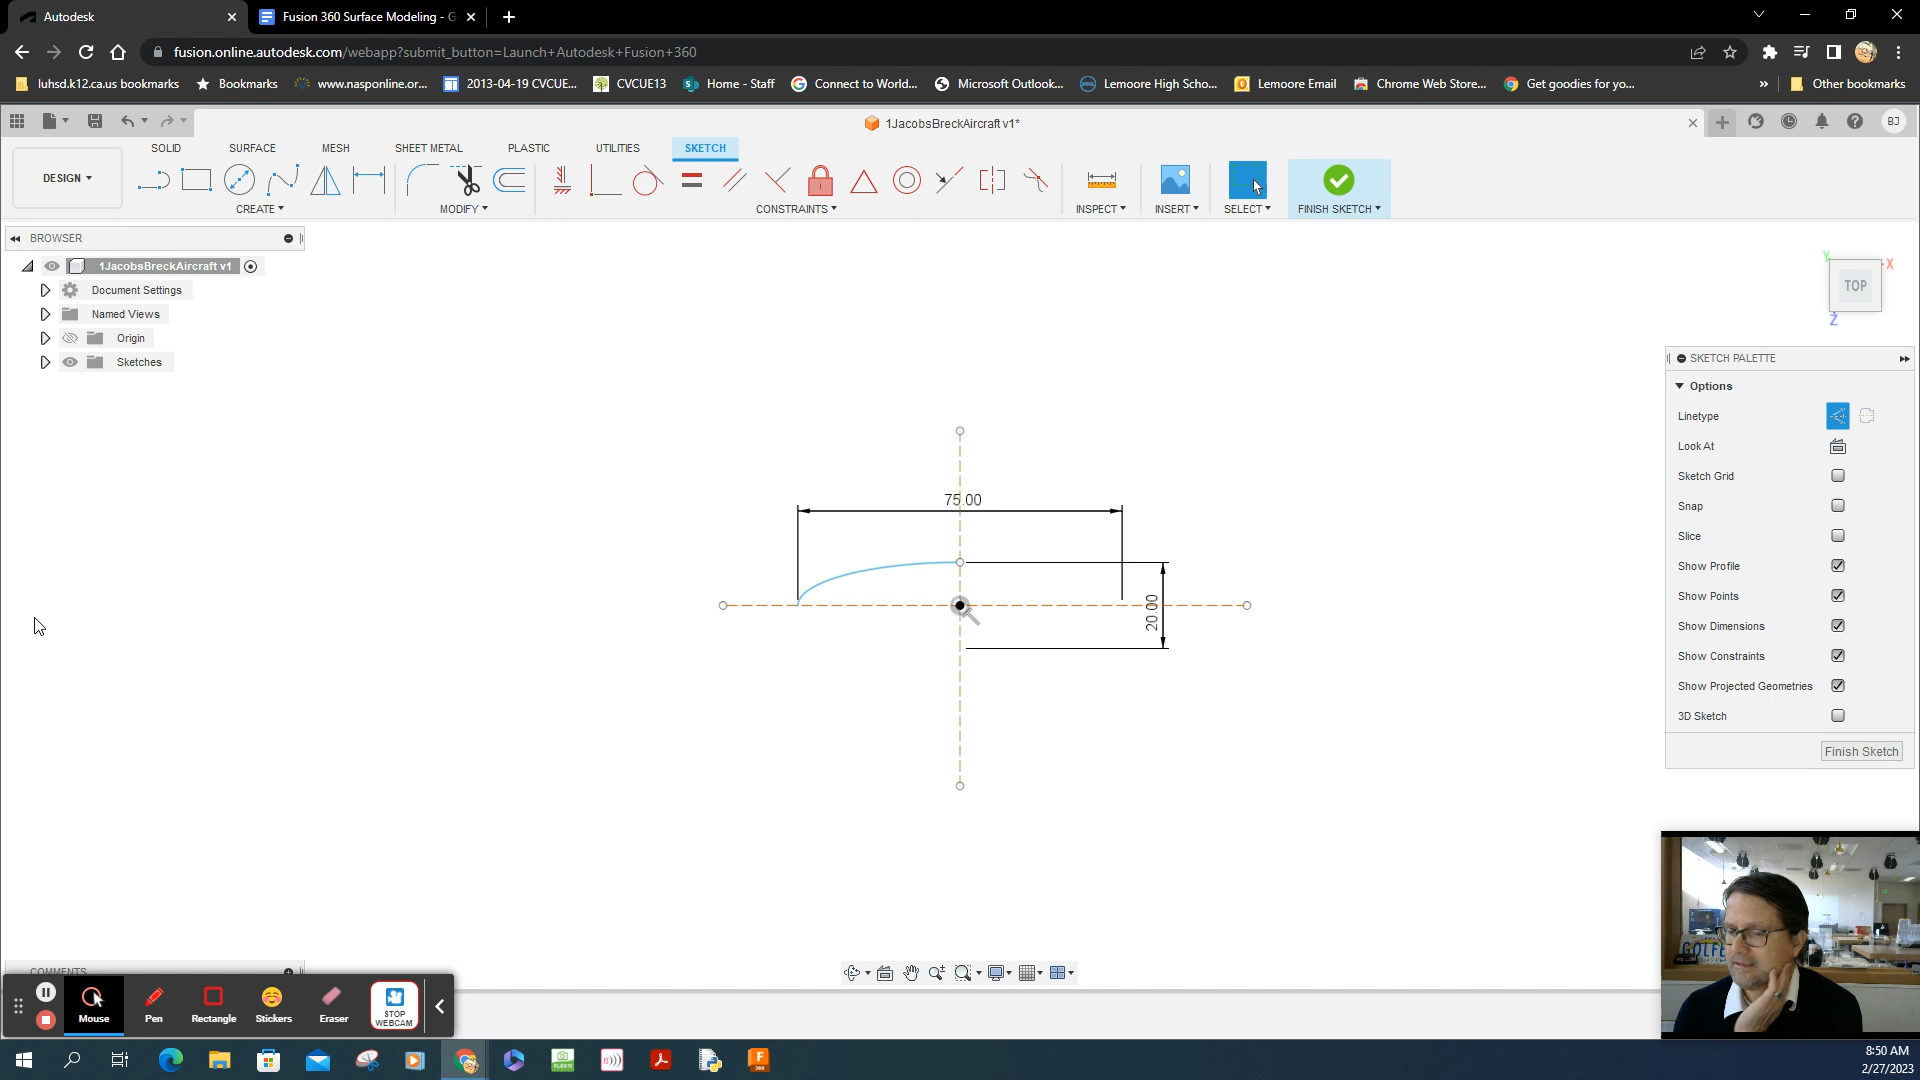 Autodesk
Fusion 360 Surface Modeling - G
fusion.online.autodesk.com/webapp?submit_button=Launch+Autodesk+Fusion+360
luhsd.k12.ca.us bookmarks
Bookmarks
www.nasponline.or...
2013-04-19 CVCUE...
CVCUE13
Home - Staff
Connect to World...
Microsoft Outlook...
Lemoore High Scho...
Lemoore Email
Chrome Web Store...
Get goodies for yo...
»
Other bookmarks
1JacobsBreckAircraft v1*
BJ
SOLID
SURFACE
MESH
SHEET METAL
PLASTIC
UTILITIES
SKETCH
DESIGN
CREATE
MODIFY
CONSTRAINTS
INSPECT
INSERT
SELECT
FINISH SKETCH
BROWSER
1JacobsBreckAircraft v1
Document Settings
Named Views
Origin
Sketches
Y
X
TOP
Z
75.00
20.00
SKETCH PALETTE
Options
Linetype
Look At
Sketch Grid
Snap
Slice
Show Profile
Show Points
Show Dimensions
Show Constraints
Show Projected Geometries
3D Sketch
Finish Sketch
COMMENTS
Mouse
Pen
Rectangle
Stickers
Eraser
STOP
WEBCAM
8:50 AM
2/27/2023